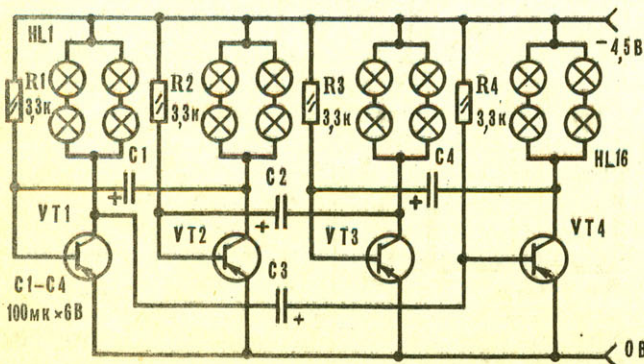 HL1
-4,5В
R1
3,3к
R2
3,3к
R3
3,3к
R4
3,3к
C1
+
C2
+
C4
+
HL16
VT1
VT2
VT3
VT4
C3
+
C1-C4
100мк×6В
0В